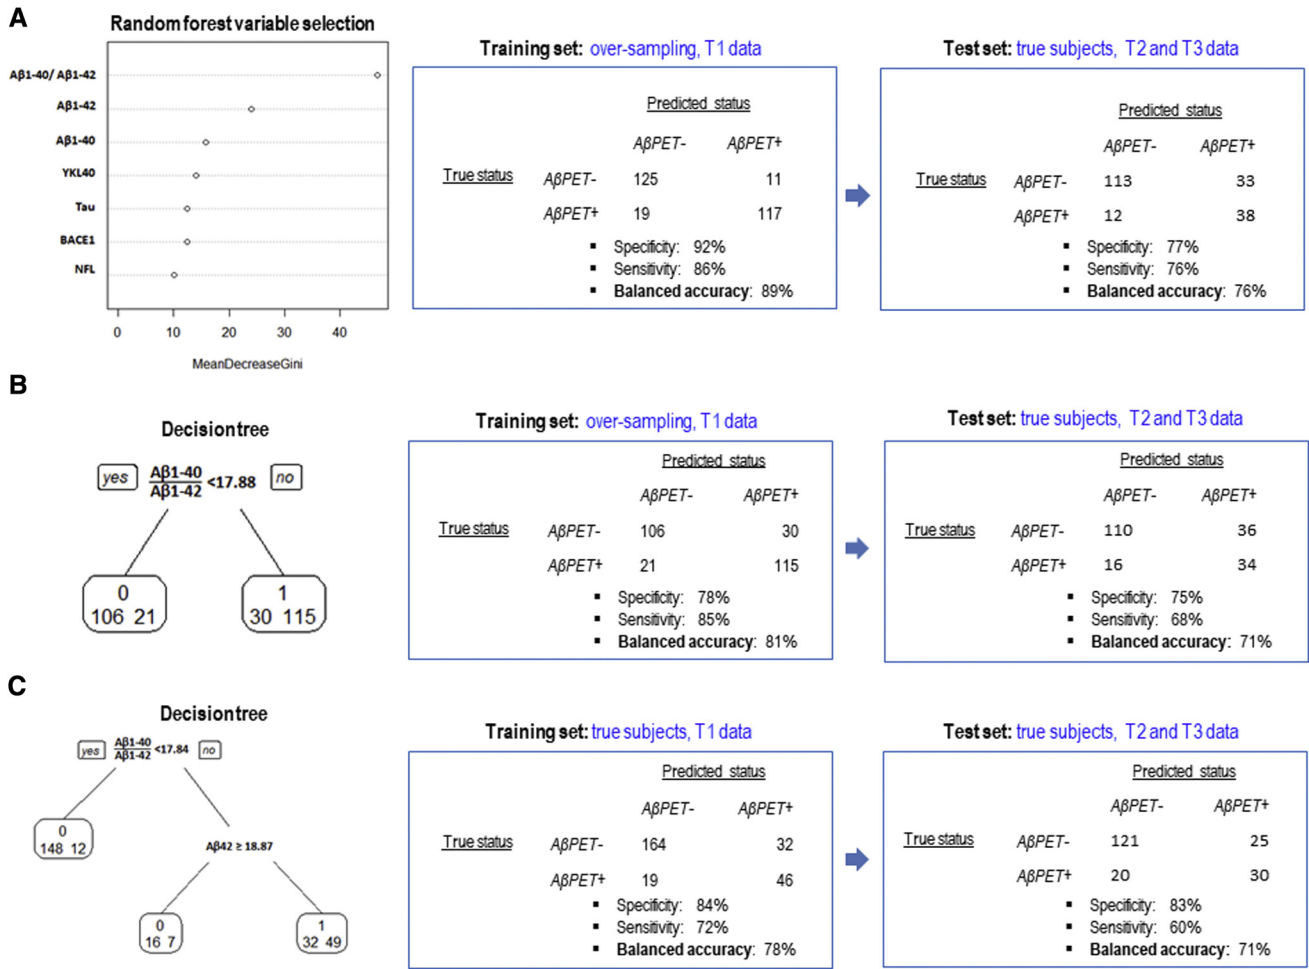 A
Random forest variable selection
Aβ1-40/ Aβ1-42
Aβ1-42
Aβ1-40
YKL40
Tau
BACE1
NFL
0 10 20 30 40
MeanDecreaseGini
Training set: over-sampling, T1 data
Predicted status
AβPET- AβPET+
True status AβPET- 125 11
AβPET+ 19 117
▪ Specificity: 92%
▪ Sensitivity: 86%
▪ Balanced accuracy: 89%
Test set: true subjects, T2 and T3 data
Predicted status
AβPET- AβPET+
True status AβPET- 113 33
AβPET+ 12 38
▪ Specificity: 77%
▪ Sensitivity: 76%
▪ Balanced accuracy: 76%
B
Decisiontree
yes Aβ1-40 no
Aβ1-42 <17.88
0
106 21
1
30 115
Training set: over-sampling, T1 data
Predicted status
AβPET- AβPET+
True status AβPET- 106 30
AβPET+ 21 115
▪ Specificity: 78%
▪ Sensitivity: 85%
▪ Balanced accuracy: 81%
Test set: true subjects, T2 and T3 data
Predicted status
AβPET- AβPET+
True status AβPET- 110 36
AβPET+ 16 34
▪ Specificity: 75%
▪ Sensitivity: 68%
▪ Balanced accuracy: 71%
C
Decisiontree
yes Aβ1-40 no
Aβ1-42 <17.84
0
148 12
Aβ42 ≥ 18.87
0
16 7
1
32 49
Training set: true subjects, T1 data
Predicted status
AβPET- AβPET+
True status AβPET- 164 32
AβPET+ 19 46
▪ Specificity: 84%
▪ Sensitivity: 72%
▪ Balanced accuracy: 78%
Test set: true subjects, T2 and T3 data
Predicted status
AβPET- AβPET+
True status AβPET- 121 25
AβPET+ 20 30
▪ Specificity: 83%
▪ Sensitivity: 60%
▪ Balanced accuracy: 71%